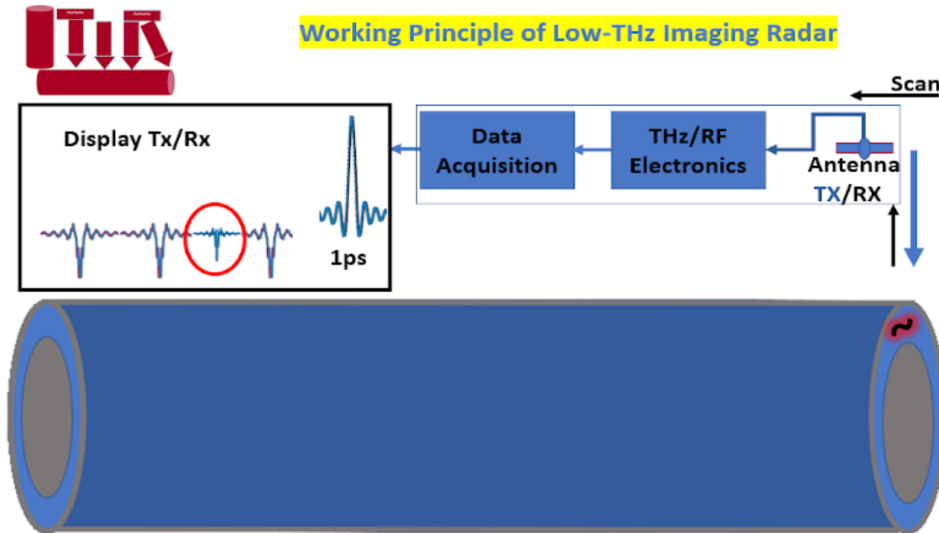 TiR
Working Principle of Low-THz Imaging Radar
Scan
Display Tx/Rx
Data
Acquisition
THz/RF
Electronics
Antenna
TX/RX
1ps